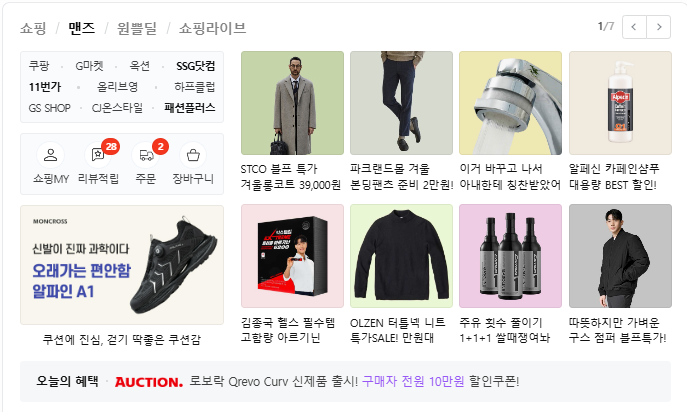 쇼핑 / 맨즈 / 원쁠딜 / 쇼핑라이브
1/7
쿠팡 · G마켓 · 옥션 · SSG닷컴
11번가 · 올리브영 · 하프클럽
GS SHOP · CJ온스타일 · 패션플러스
28
2
쇼핑MY 리뷰적립 주문 장바구니
MONCROSS
신발이 진짜 과학이다
오래가는 편안함
알파인 A1
쿠션에 진심, 걷기 딱좋은 쿠션감
STCO 블프 특가
겨울롱코트 39,000원
파크랜드몰 겨울
본딩팬츠 준비 2만원!
이거 바꾸고 나서
아내한테 칭찬받았어
Alpecin
알페신 카페인샴푸
대용량 BEST 할인!
김종국 헬스 필수템
고함량 아르기닌
OLZEN 터틀넥 니트
특가SALE! 만원대
주유 횟수 줄이기
1+1+1 쌀때쟁여놔
따뜻하지만 가벼운
구스 점퍼 블프특가!
오늘의 혜택 · AUCTION. 로보락 Qrevo Curv 신제품 출시! 구매자 전원 10만원 할인쿠폰!